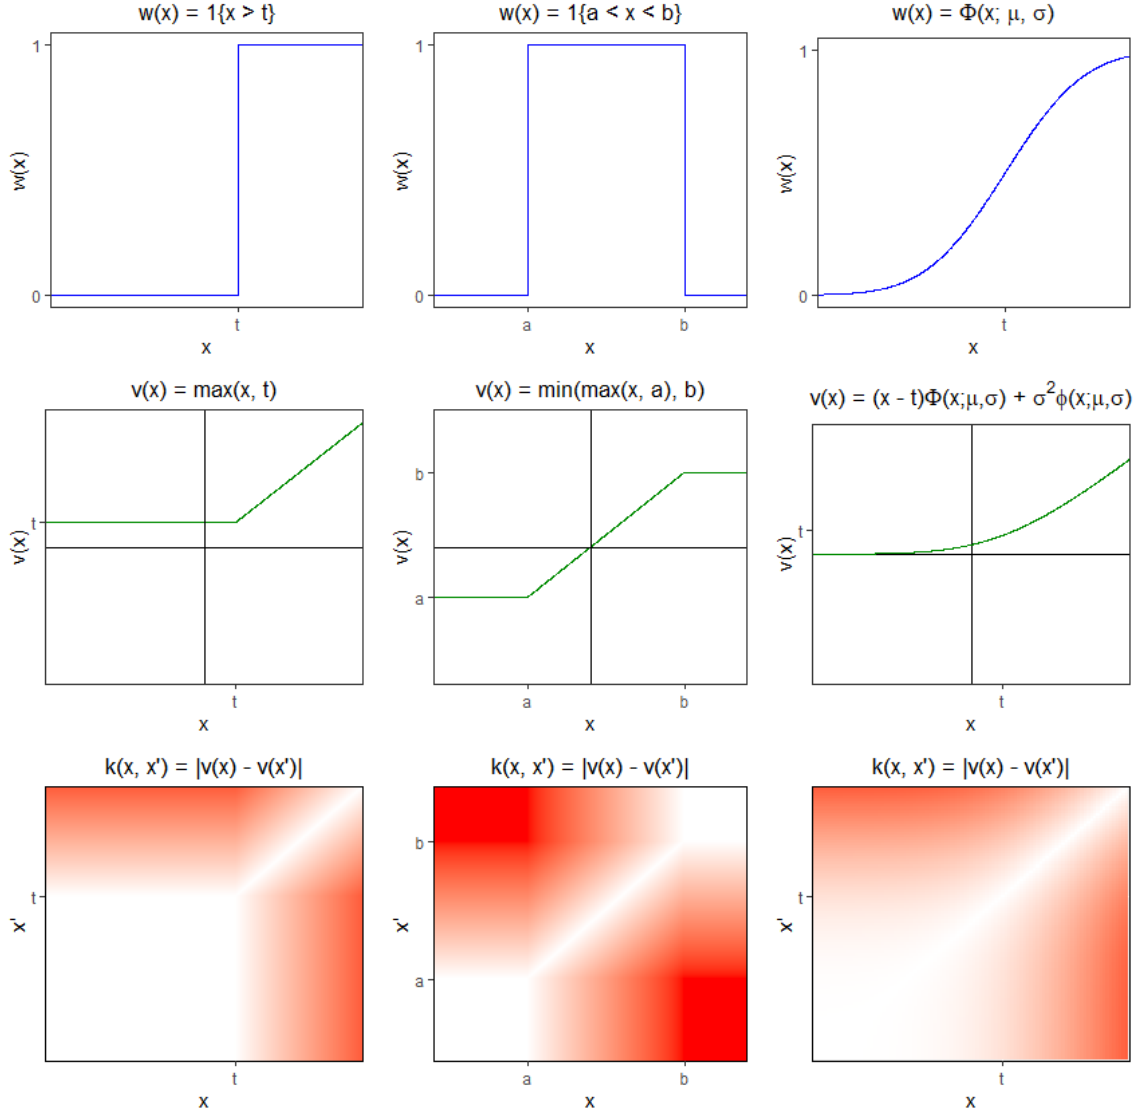 w(x) = 1{x > t}
w(x) = 1{a < x < b}
w(x) = Φ(x; μ, σ)
1
w(x)
0
t
x
1
w(x)
0
a
b
x
1
w(x)
0
t
x
v(x) = max(x, t)
v(x) = min(max(x, a), b)
v(x) = (x - t)Φ(x;μ,σ) + σ²ϕ(x;μ,σ)
t
v(x)
t
x
b
v(x)
a
a
b
x
t
v(x)
t
x
k(x, x') = |v(x) - v(x')|
k(x, x') = |v(x) - v(x')|
k(x, x') = |v(x) - v(x')|
t
x'
t
x
b
x'
a
a
b
x
t
x'
t
x